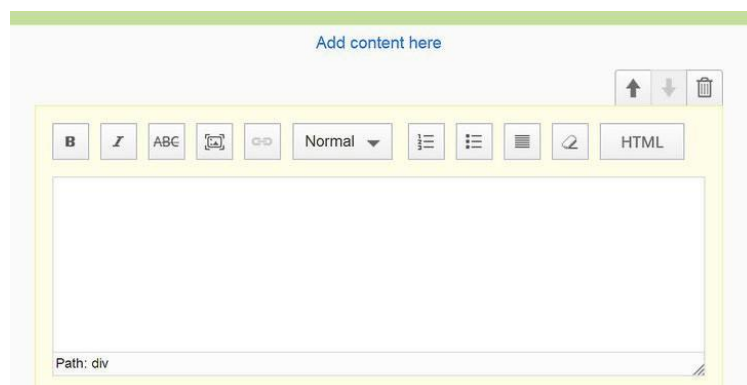 Add content here
B I ABC Normal HTML
Path: div